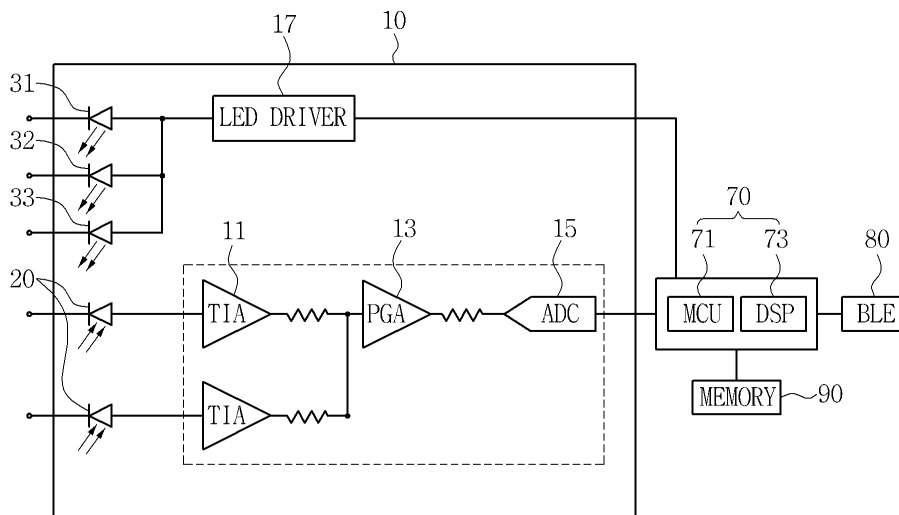 10
17
31
LED DRIVER
32
33
70
11
13
15
71
73
80
20
TIA
PGA
ADC
MCU
DSP
BLE
TIA
MEMORY
90